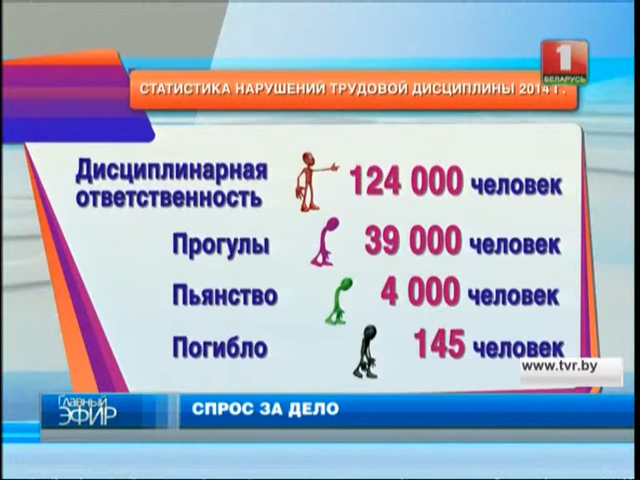 1
БЕЛАРУСЬ
СТАТИСТИКА НАРУШЕНИЙ ТРУДОВОЙ ДИСЦИПЛИНЫ 2014 Г.
Дисциплинарная
ответственность
124 000 человек
Прогулы 39 000 человек
Пьянство 4 000 человек
Погибло 145 человек
www.tvr.by
Главный
ЭФИР
СПРОС ЗА ДЕЛО